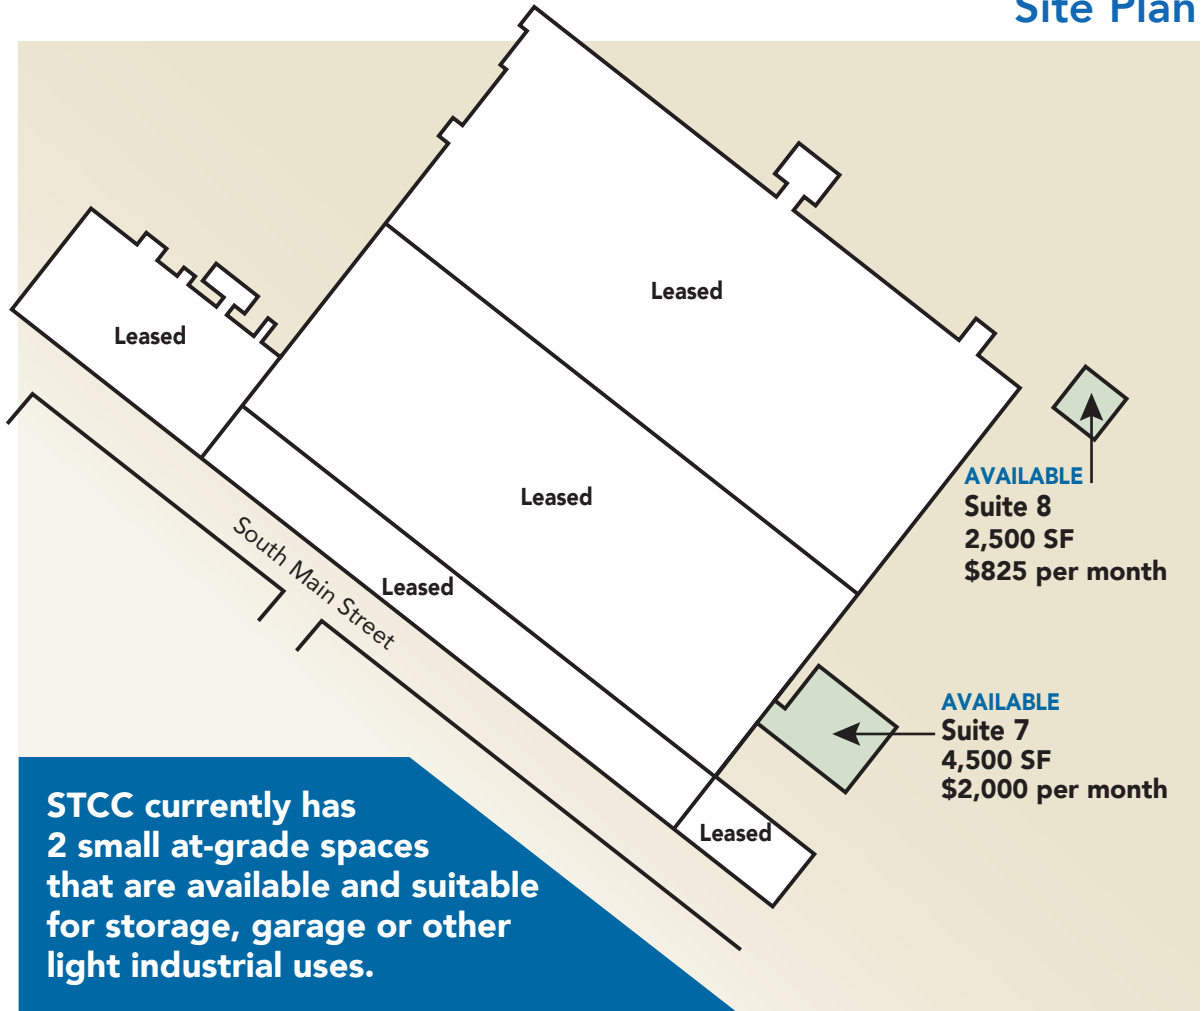 Site Plan
Leased
Leased
Leased
Leased
South Main Street
Leased
AVAILABLE
Suite 8
2,500 SF
$825 per month
AVAILABLE
Suite 7
4,500 SF
$2,000 per month
Leased
STCC currently has
2 small at-grade spaces
that are available and suitable
for storage, garage or other
light industrial uses.